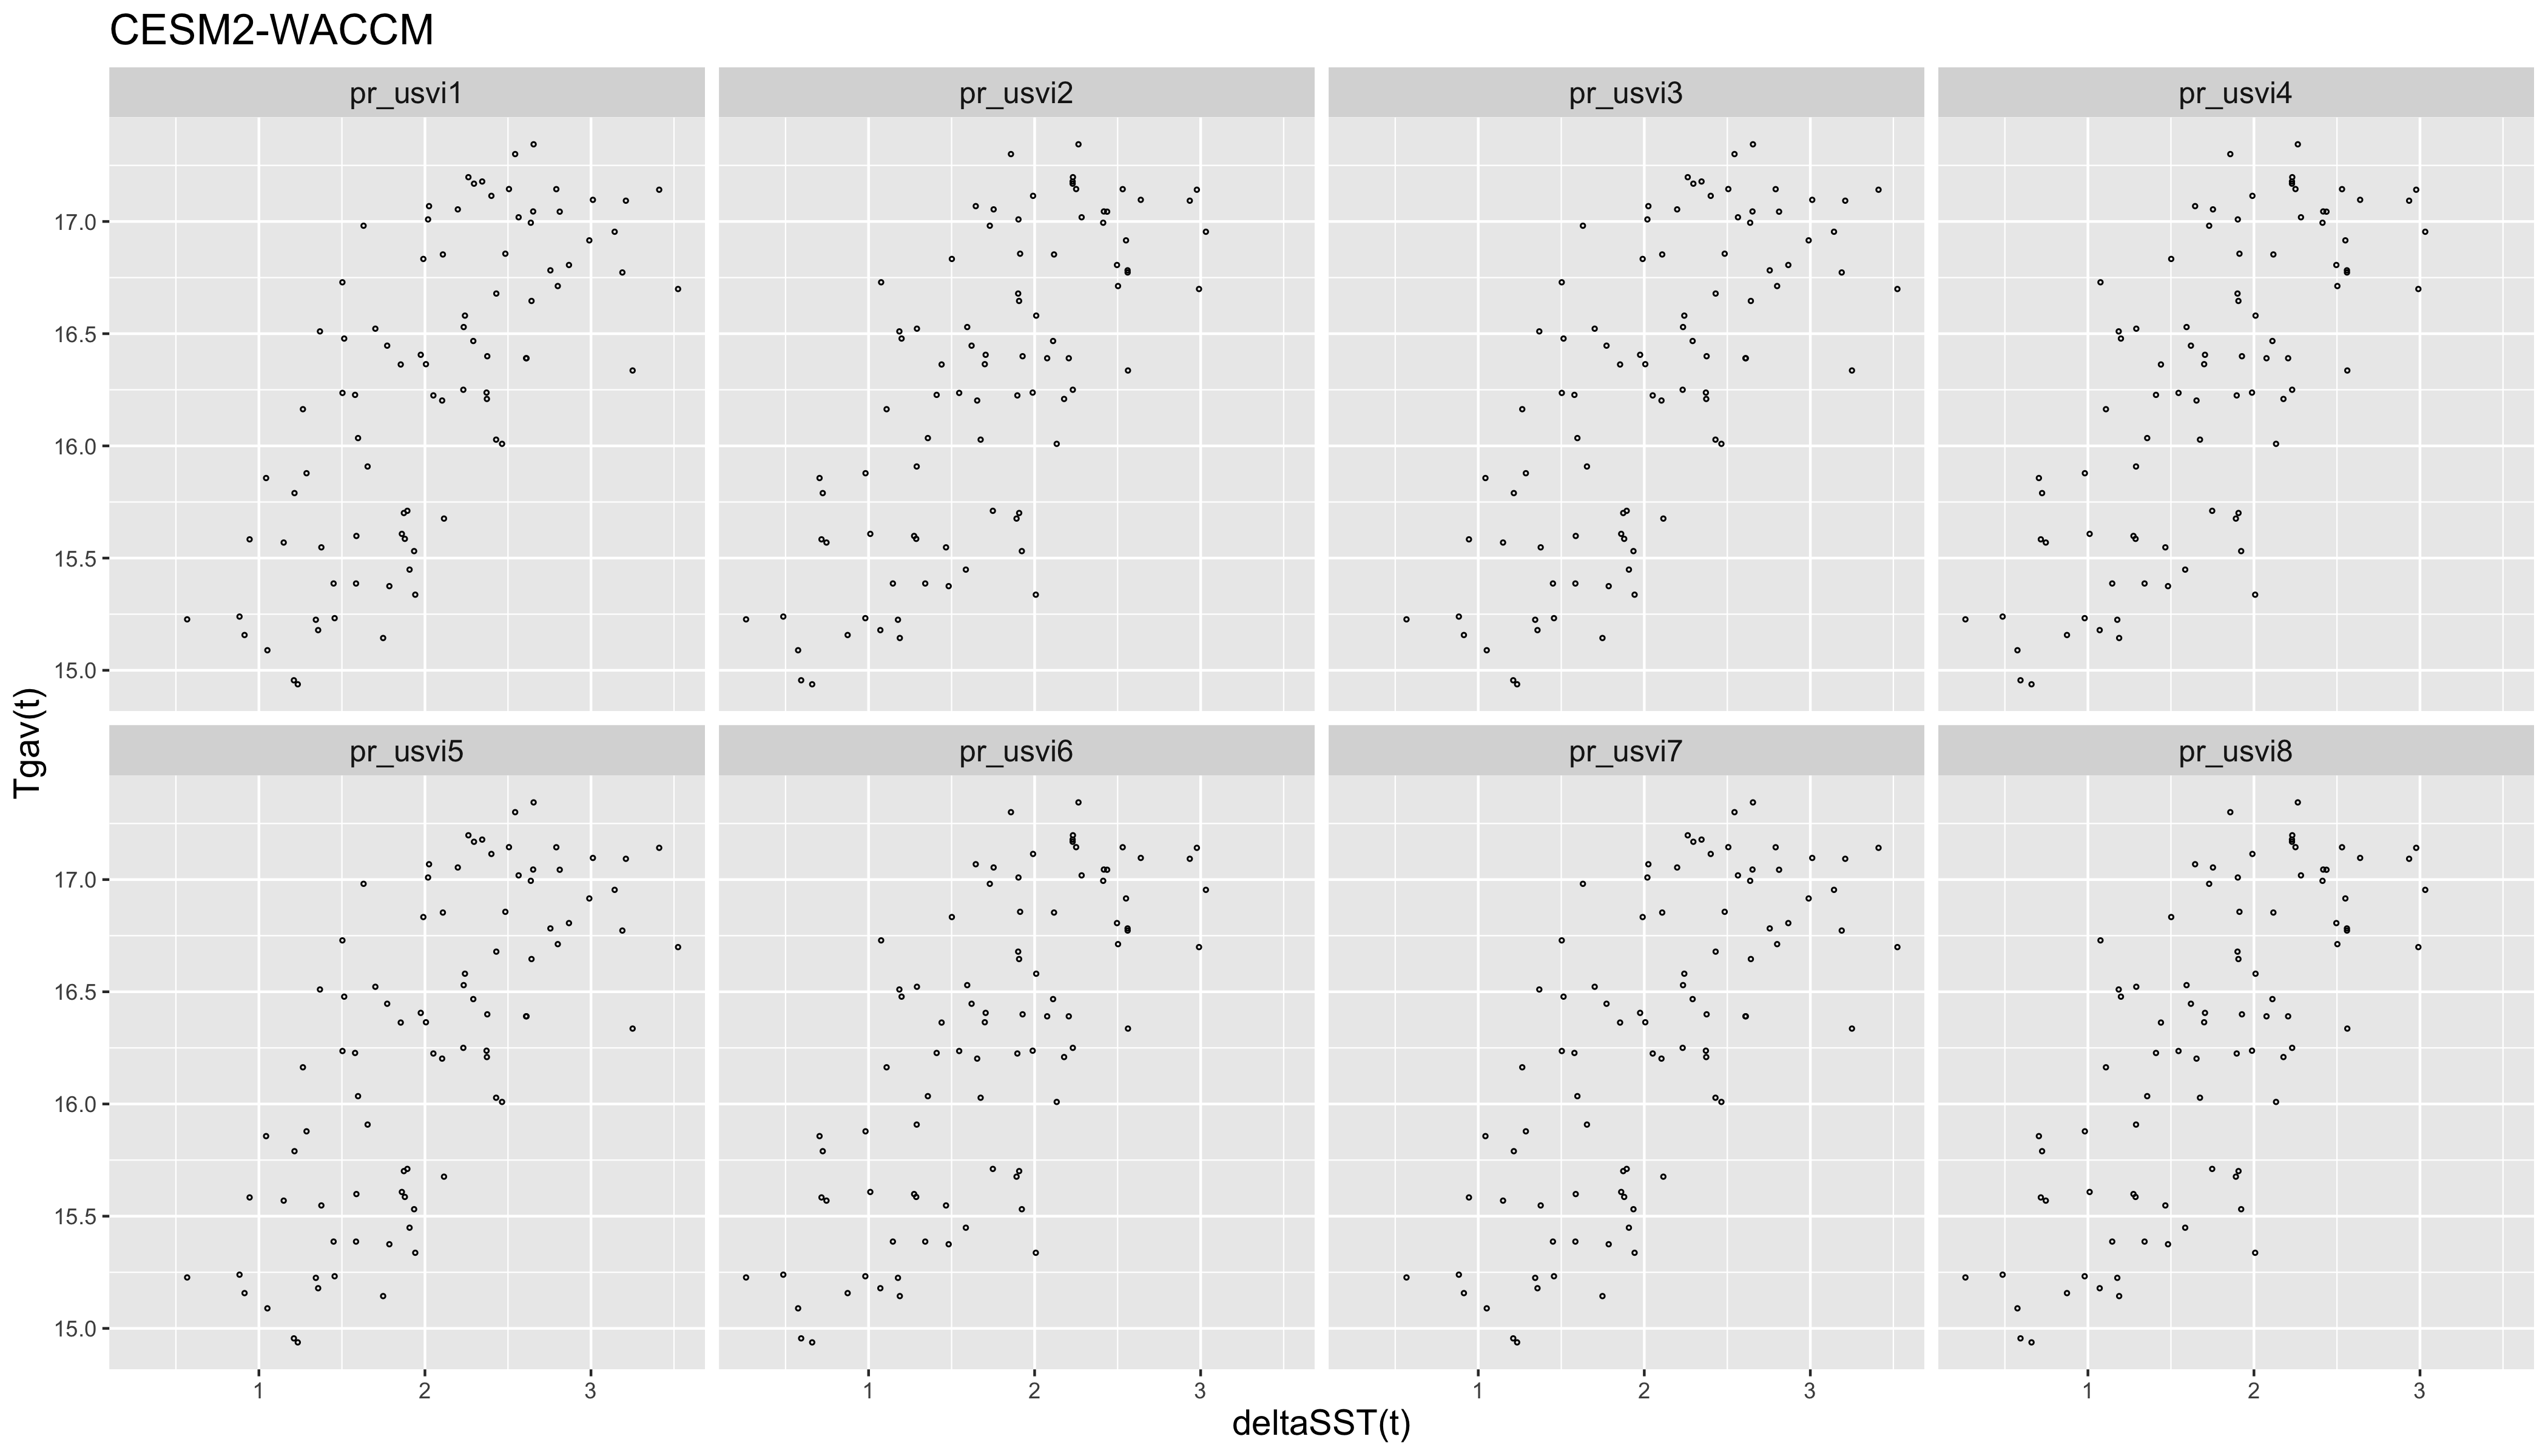 CESM2-WACCM
pr_usvi1
pr_usvi2
pr_usvi3
pr_usvi4
17.0
16.5
16.0
15.5
15.0
Tgav(t)
pr_usvi5
pr_usvi6
pr_usvi7
pr_usvi8
17.0
16.5
16.0
15.5
15.0
1 2 3
1 2 3
1 2 3
1 2 3
deltaSST(t)